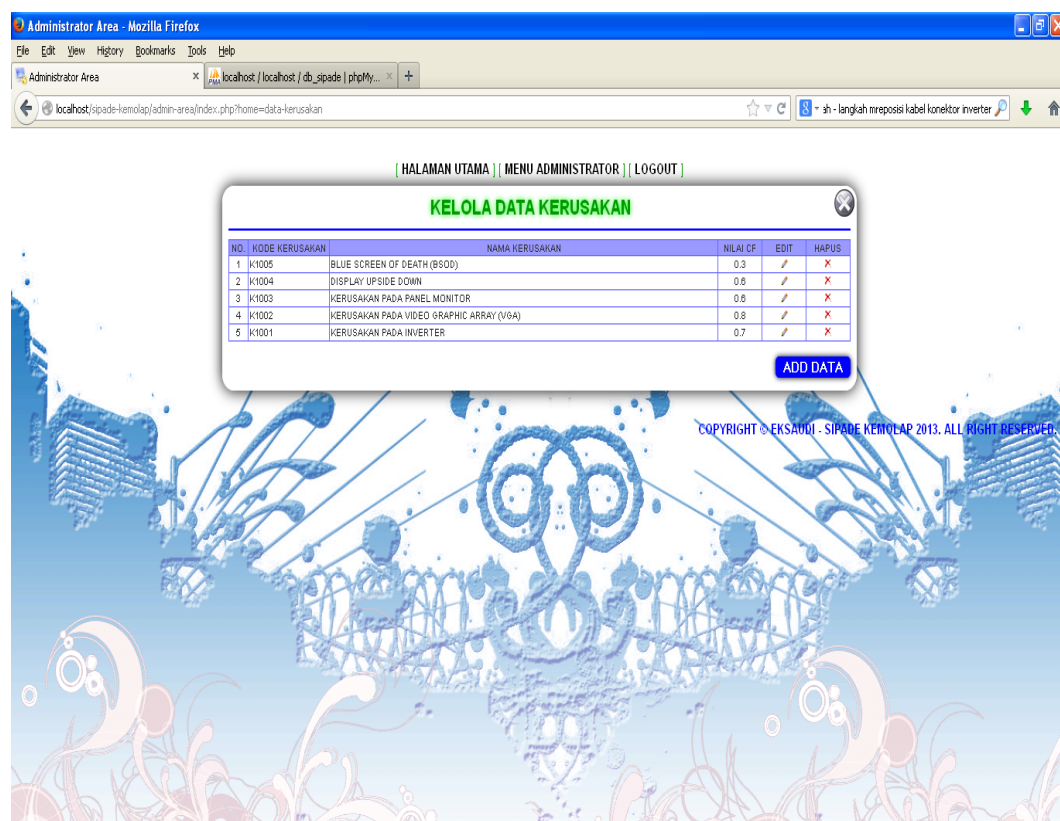 Administrator Area - Mozilla Firefox
File Edit View History Bookmarks Tools Help
Administrator Area x localhost / localhost / db_sipade | phpMy... x +
localhost/sipade-kemolap/admin-area/index.php?home=data-kerusakan sh - langkah mreposisi kabel konektor inverter
[ HALAMAN UTAMA ] [ MENU ADMINISTRATOR ] [ LOGOUT ]
KELOLA DATA KERUSAKAN
NO. KODE KERUSAKAN NAMA KERUSAKAN NILAI CF EDIT HAPUS
1 K1005 BLUE SCREEN OF DEATH (BSOD) 0.3
2 K1004 DISPLAY UPSIDE DOWN 0.6
3 K1003 KERUSAKAN PADA PANEL MONITOR 0.6
4 K1002 KERUSAKAN PADA VIDEO GRAPHIC ARRAY (VGA) 0.8
5 K1001 KERUSAKAN PADA INVERTER 0.7
ADD DATA
COPYRIGHT © EKSAUDI - SIPADE KEMOLAP 2013. ALL RIGHT RESERVED.